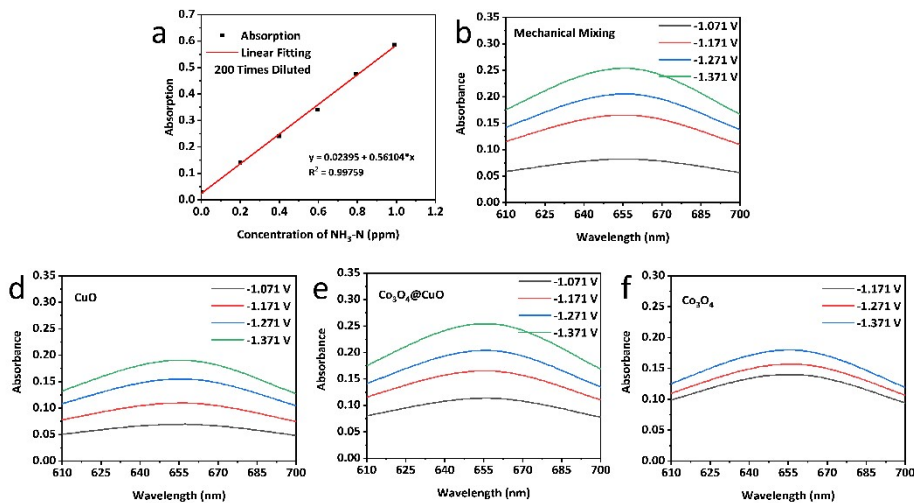 a
Absorption
Linear Fitting
200 Times Diluted
y = 0.02395 + 0.56104*x
R² = 0.99759
0.7
0.6
0.5
0.4
0.3
0.2
0.1
0.0
Absorption
0.0 0.2 0.4 0.6 0.8 1.0 1.2
Concentration of NH₃-N (ppm)
b
Mechanical Mixing
-1.071 V
-1.171 V
-1.271 V
-1.371 V
0.35
0.30
0.25
0.20
0.15
0.10
0.05
0.00
Absorbance
610 625 640 655 670 685 700
Wavelength (nm)
d
CuO
-1.071 V
-1.171 V
-1.271 V
-1.371 V
0.35
0.30
0.25
0.20
0.15
0.10
0.05
0.00
Absorbance
610 625 640 655 670 685 700
Wavelength (nm)
e
Co₃O₄@CuO
-1.071 V
-1.171 V
-1.271 V
-1.371 V
0.35
0.30
0.25
0.20
0.15
0.10
0.05
0.00
Absorbance
610 625 640 655 670 685 700
Wavelength (nm)
f
Co₃O₄
-1.171 V
-1.271 V
-1.371 V
0.30
0.25
0.20
0.15
0.10
0.05
0.00
Absorbance
610 625 640 655 670 685 700
Wavelength (nm)